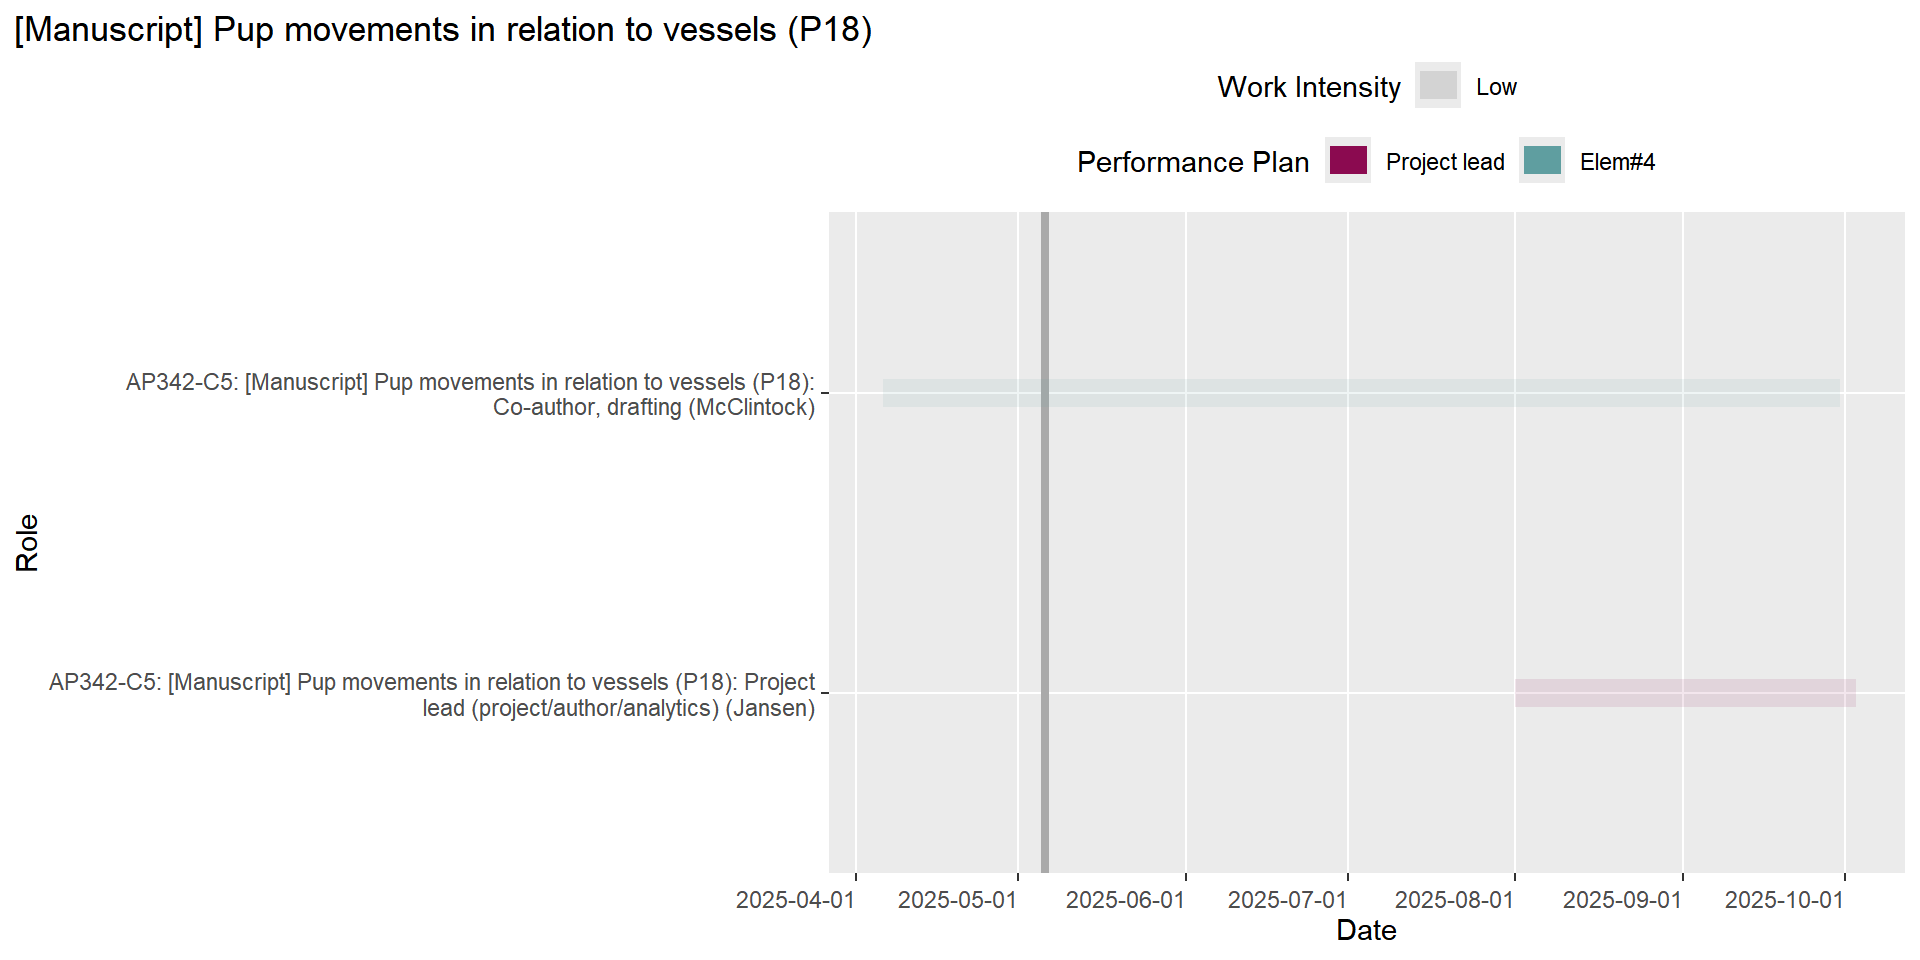 [Manuscript] Pup movements in relation to vessels (P18)
Work Intensity Low
Performance Plan Project lead Elem#4
AP342-C5: [Manuscript] Pup movements in relation to vessels (P18):
Co-author, drafting (McClintock)
Role
AP342-C5: [Manuscript] Pup movements in relation to vessels (P18): Project
lead (project/author/analytics) (Jansen)
2025-04-01 2025-05-01 2025-06-01 2025-07-01 2025-08-01 2025-09-01 2025-10-01
Date